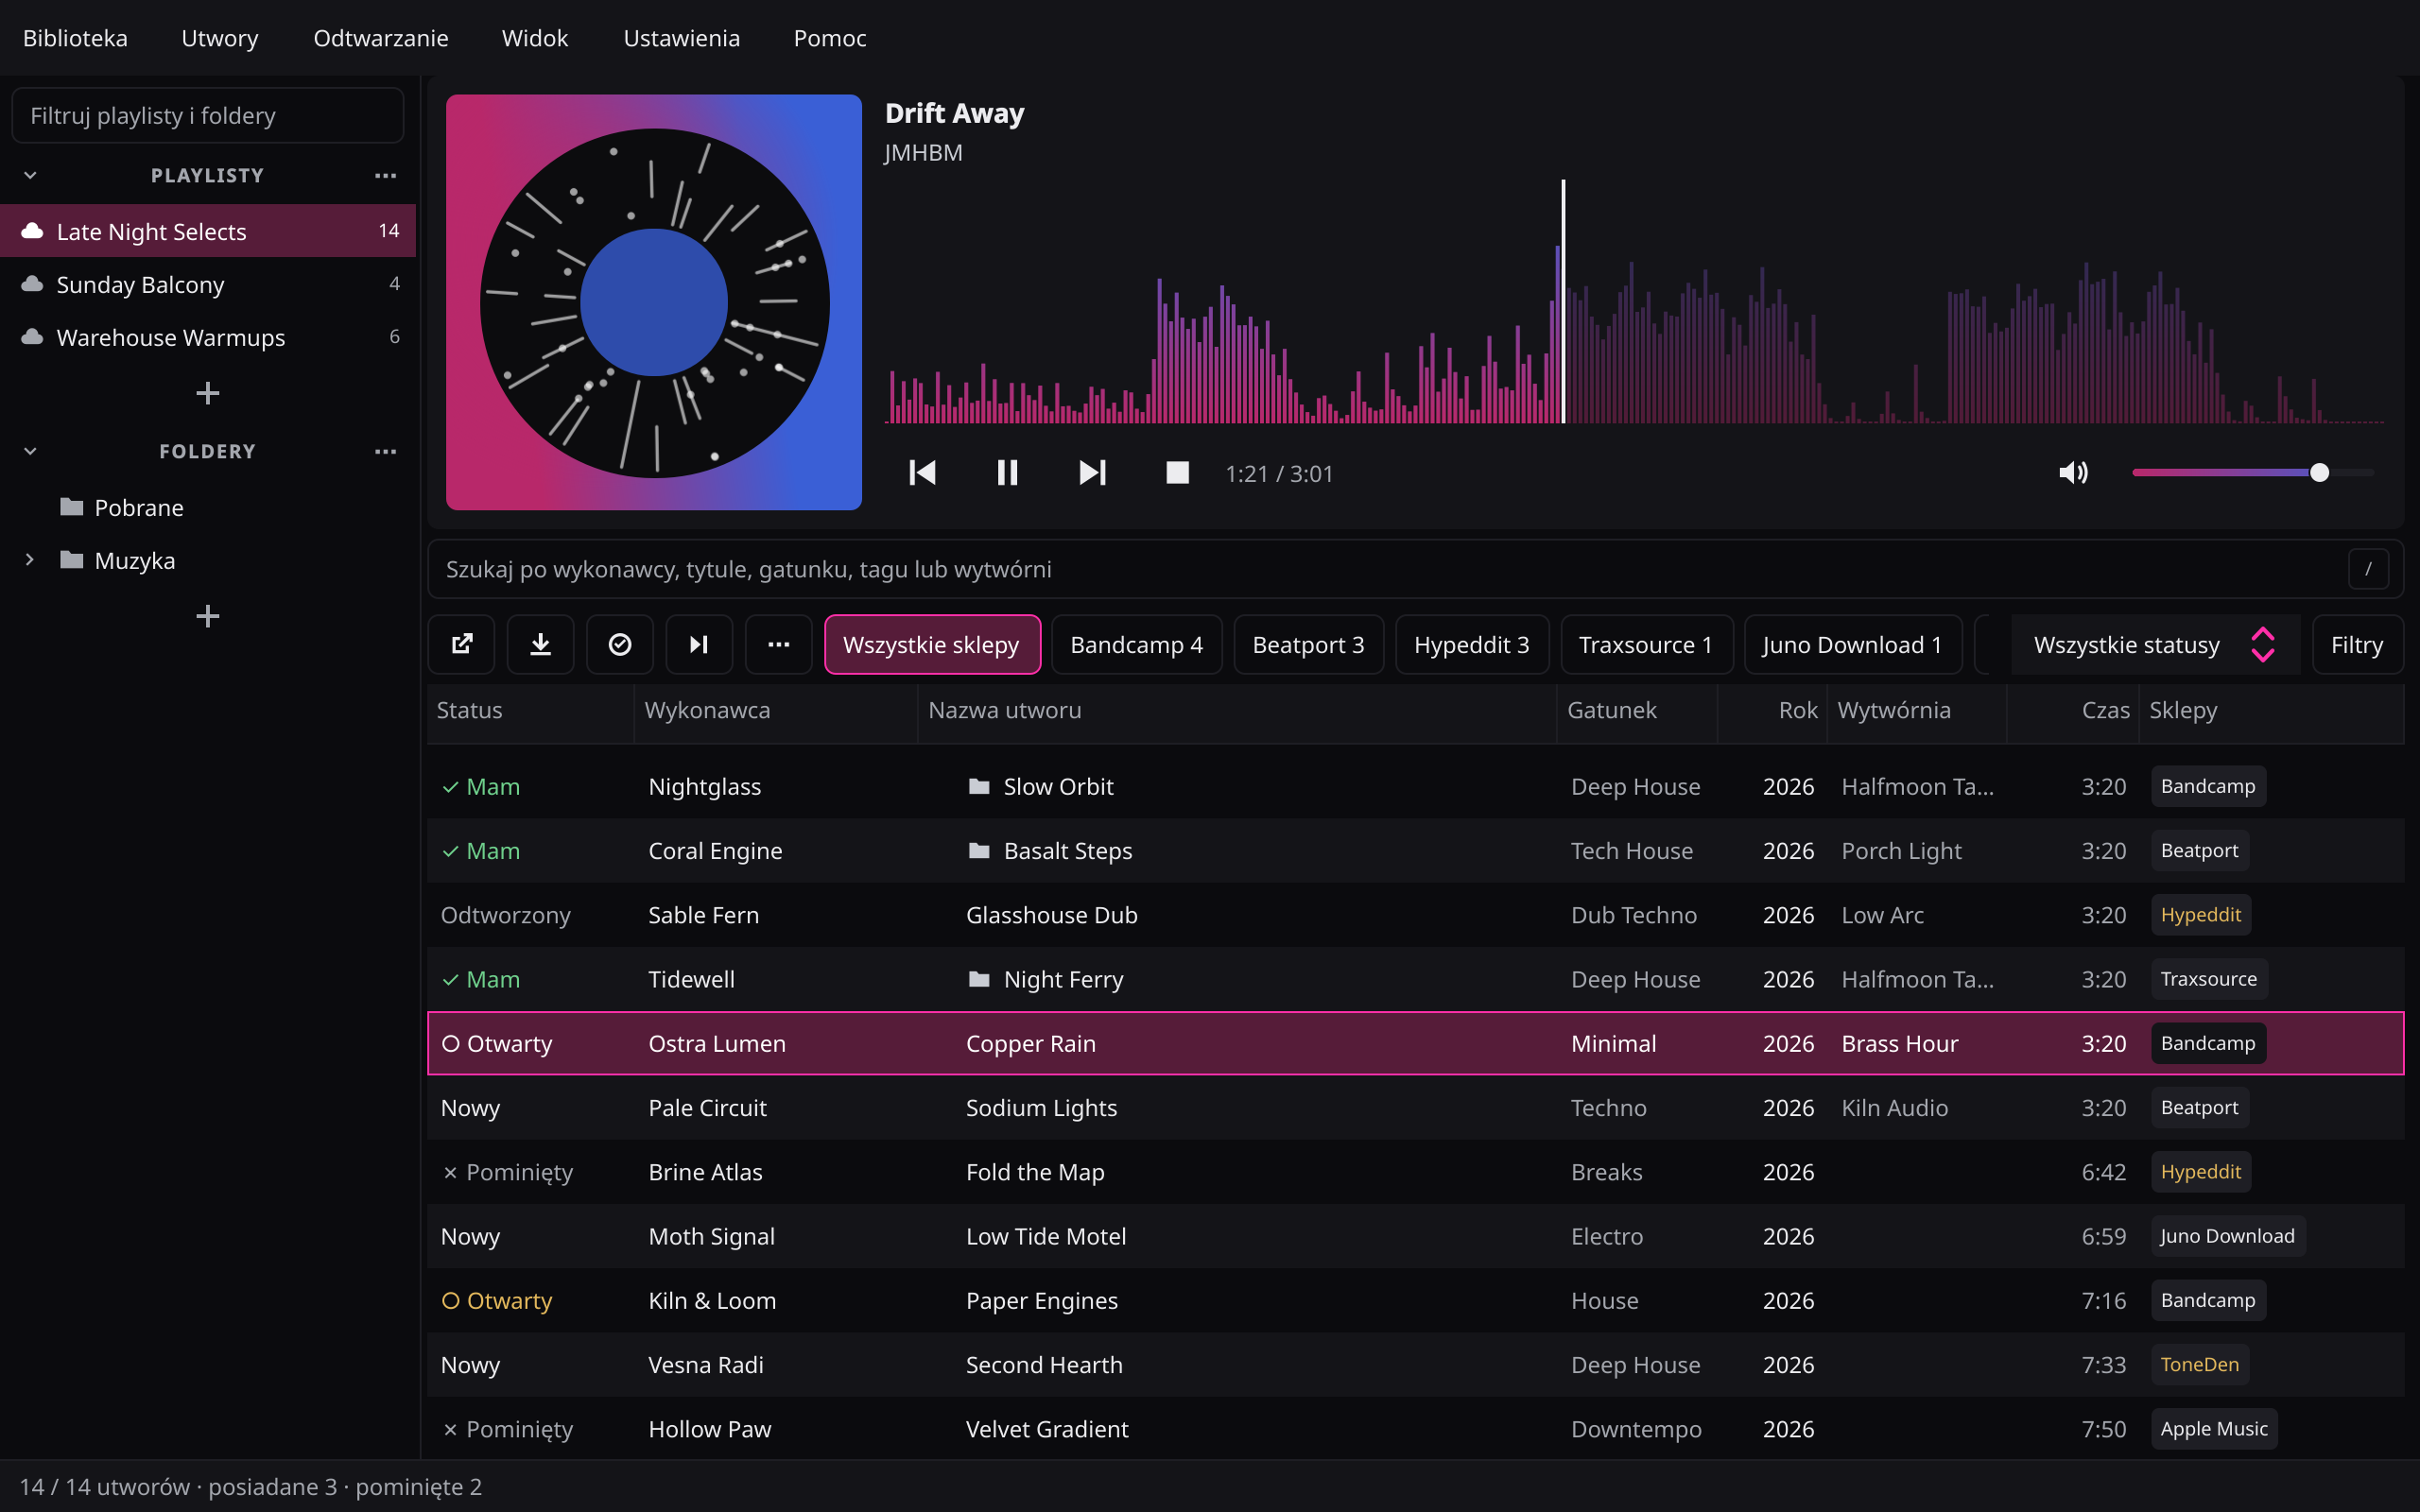 Biblioteka Utwory Odtwarzanie Widok Ustawienia Pomoc
Filtruj playlisty i foldery
PLAYLISTY
Late Night Selects 14
Sunday Balcony 4
Warehouse Warmups 6
FOLDERY
Pobrane
Muzyka
Drift Away
JMHBM
1:21 / 3:01
Szukaj po wykonawcy, tytule, gatunku, tagu lub wytwórni /
Wszystkie sklepy Bandcamp 4 Beatport 3 Hypeddit 3 Traxsource 1 Juno Download 1 Wszystkie statusy Filtry
Status Wykonawca Nazwa utworu Gatunek Rok Wytwórnia Czas Sklepy
Mam Nightglass Slow Orbit Deep House 2026 Halfmoon Ta... 3:20 Bandcamp
Mam Coral Engine Basalt Steps Tech House 2026 Porch Light 3:20 Beatport
Odtworzony Sable Fern Glasshouse Dub Dub Techno 2026 Low Arc 3:20 Hypeddit
Mam Tidewell Night Ferry Deep House 2026 Halfmoon Ta... 3:20 Traxsource
Otwarty Ostra Lumen Copper Rain Minimal 2026 Brass Hour 3:20 Bandcamp
Nowy Pale Circuit Sodium Lights Techno 2026 Kiln Audio 3:20 Beatport
Pominięty Brine Atlas Fold the Map Breaks 2026 6:42 Hypeddit
Nowy Moth Signal Low Tide Motel Electro 2026 6:59 Juno Download
Otwarty Kiln & Loom Paper Engines House 2026 7:16 Bandcamp
Nowy Vesna Radi Second Hearth Deep House 2026 7:33 ToneDen
Pominięty Hollow Paw Velvet Gradient Downtempo 2026 7:50 Apple Music
14 / 14 utworów · posiadane 3 · pominięte 2